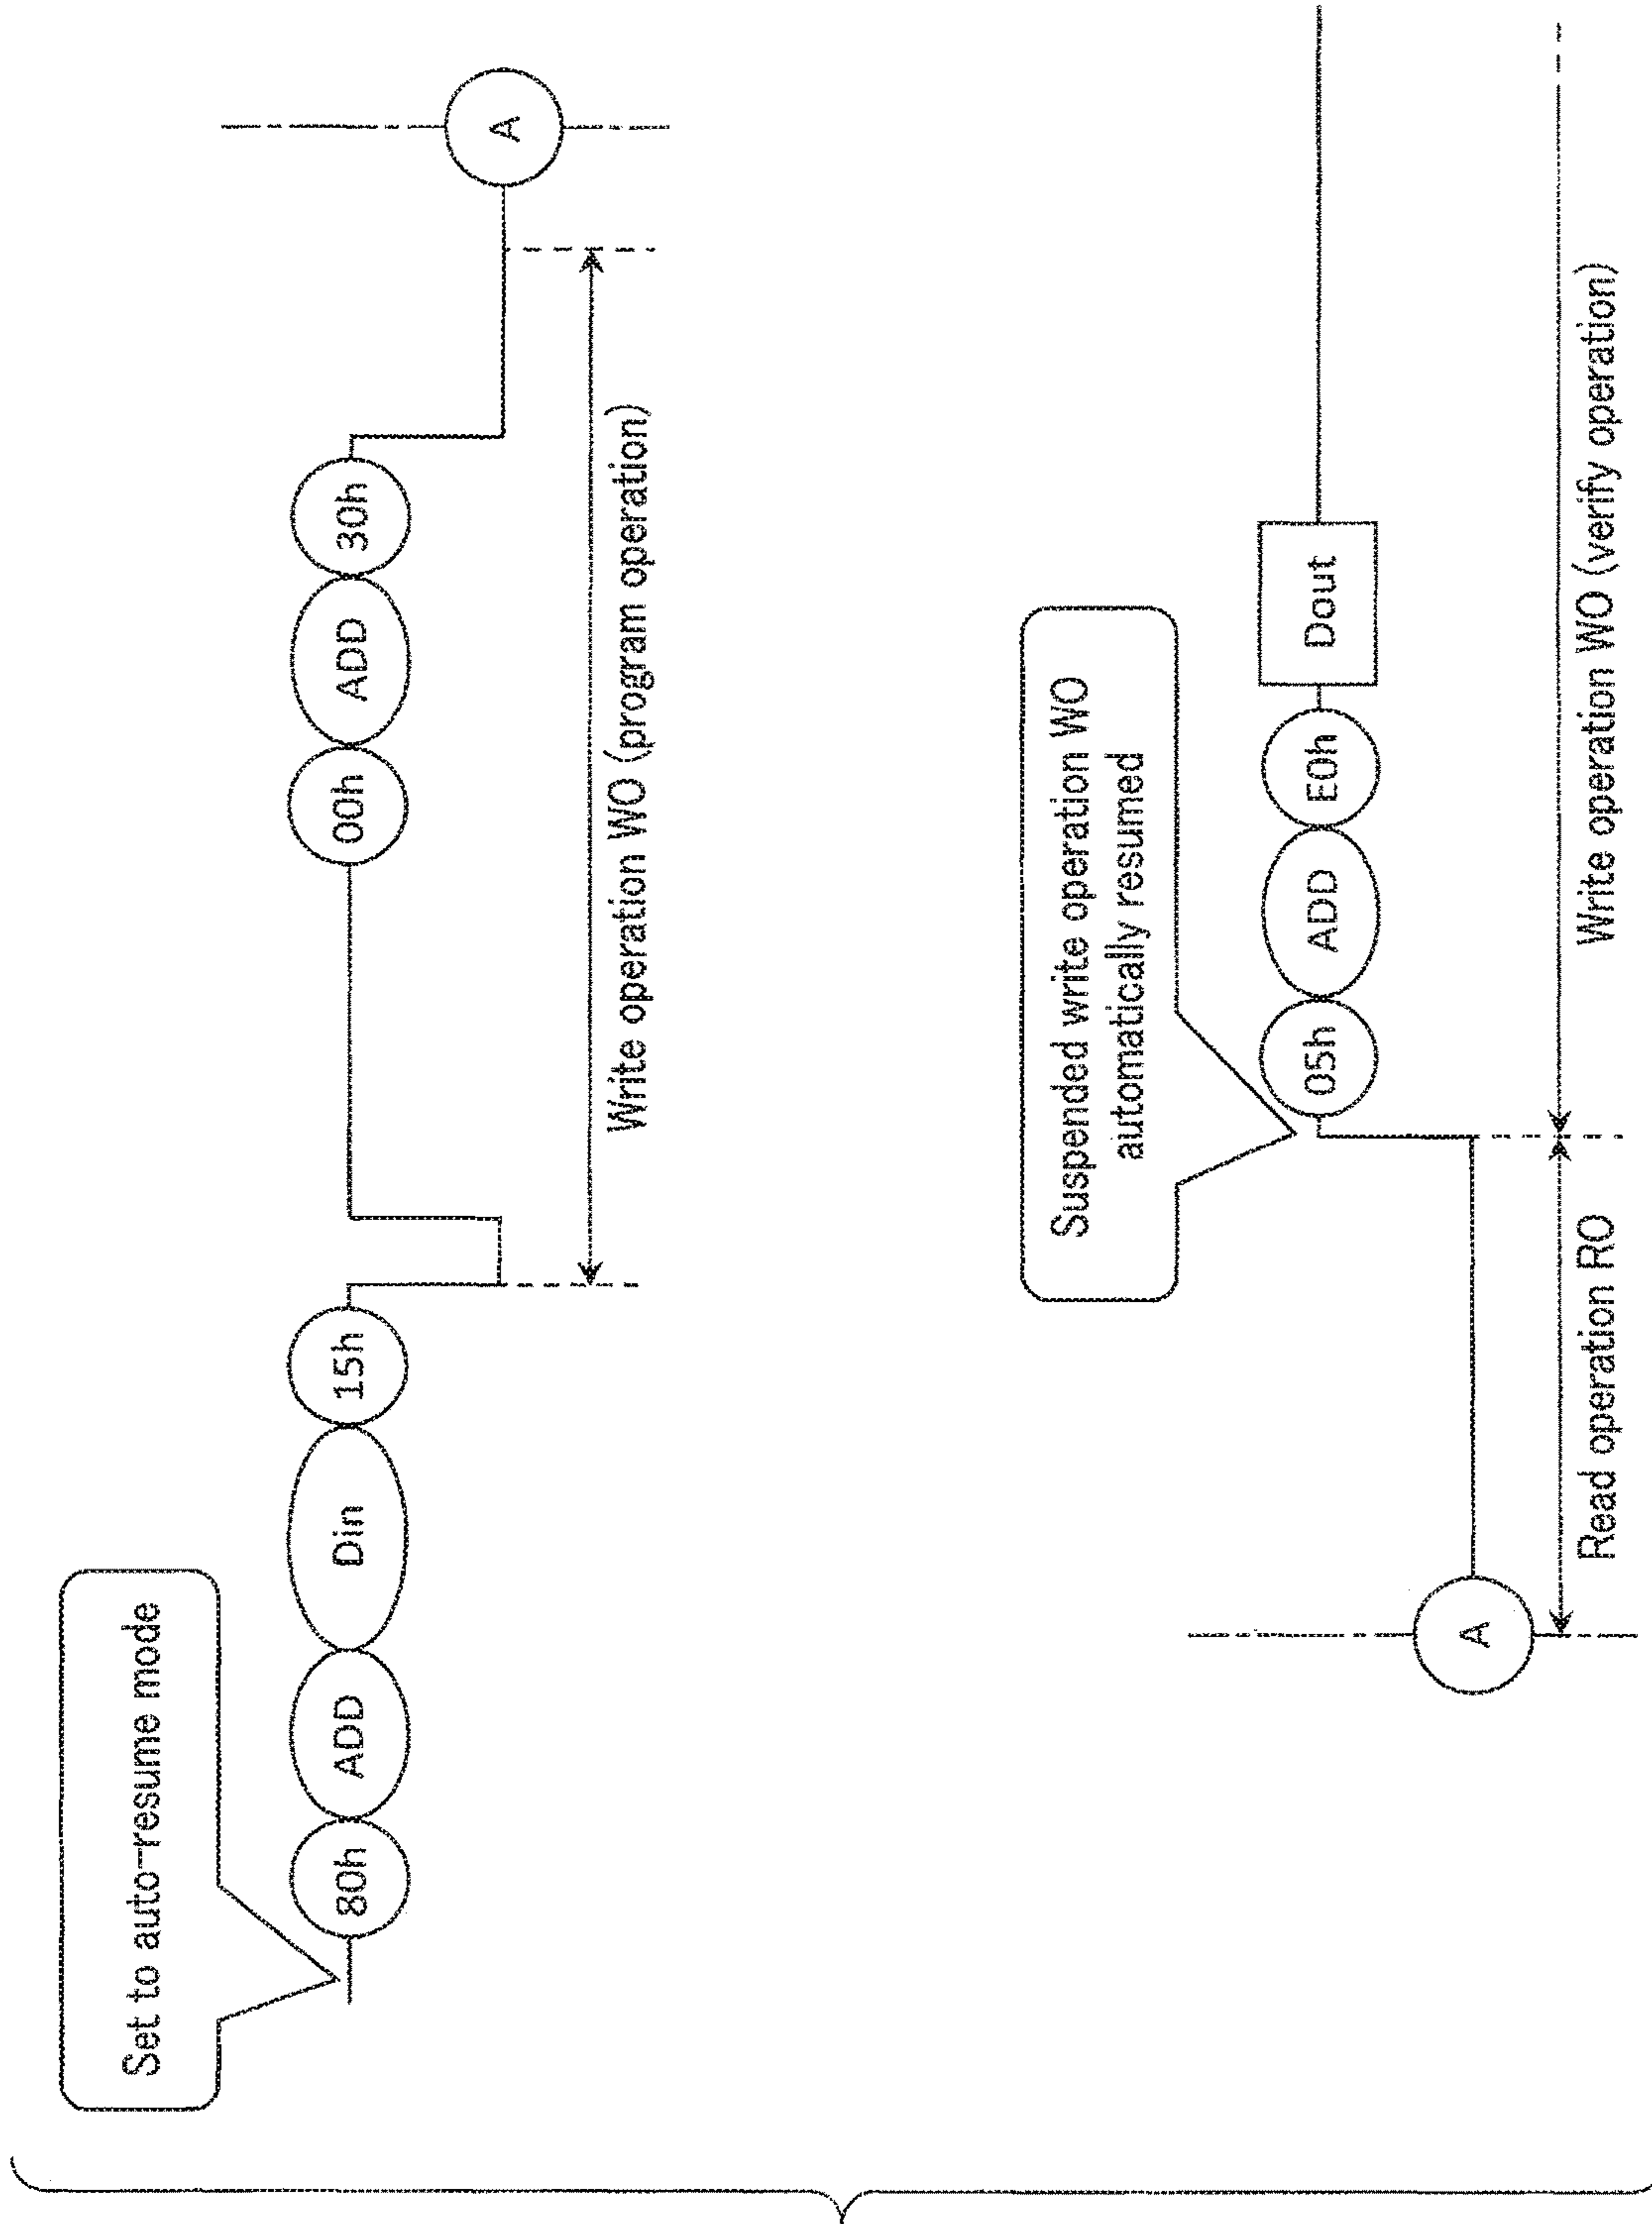 Set to auto-resume mode
80h ADD Din 15h 00h ADD 30h
A
Write operation WO (program operation)
Suspended write operation WO
automatically resumed
05h ADD E0h Dout
A
Read operation RO Write operation WO (verify operation)